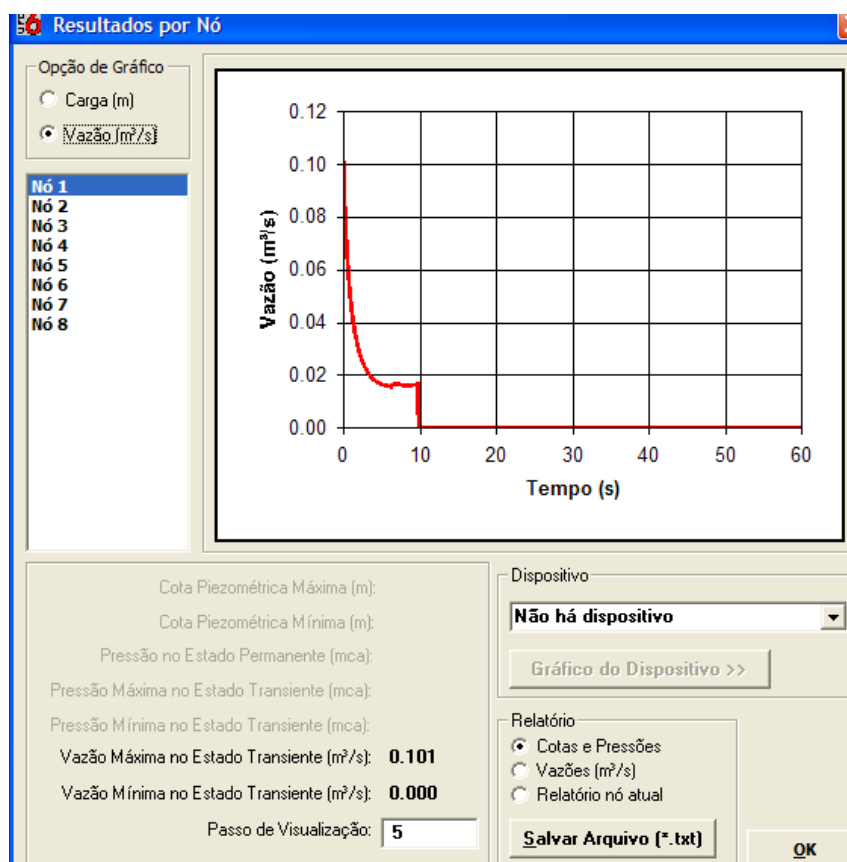 Resultados por Nó
Opção de Gráfico
Carga (m)
Vazão (m³/s)
Nó 1
Nó 2
Nó 3
Nó 4
Nó 5
Nó 6
Nó 7
Nó 8
Vazão (m³/s)
0.12
0.10
0.08
0.06
0.04
0.02
0.00
0 10 20 30 40 50 60
Tempo (s)
Cota Piezométrica Máxima (m):
Cota Piezométrica Mínima (m):
Pressão no Estado Permanente (mca):
Pressão Máxima no Estado Transiente (mca):
Pressão Mínima no Estado Transiente (mca):
Vazão Máxima no Estado Transiente (m³/s): 0.101
Vazão Mínima no Estado Transiente (m³/s): 0.000
Passo de Visualização: 5
Dispositivo
Não há dispositivo
Gráfico do Dispositivo >>
Relatório
Cotas e Pressões
Vazões (m³/s)
Relatório nó atual
Salvar Arquivo (*.txt)
OK